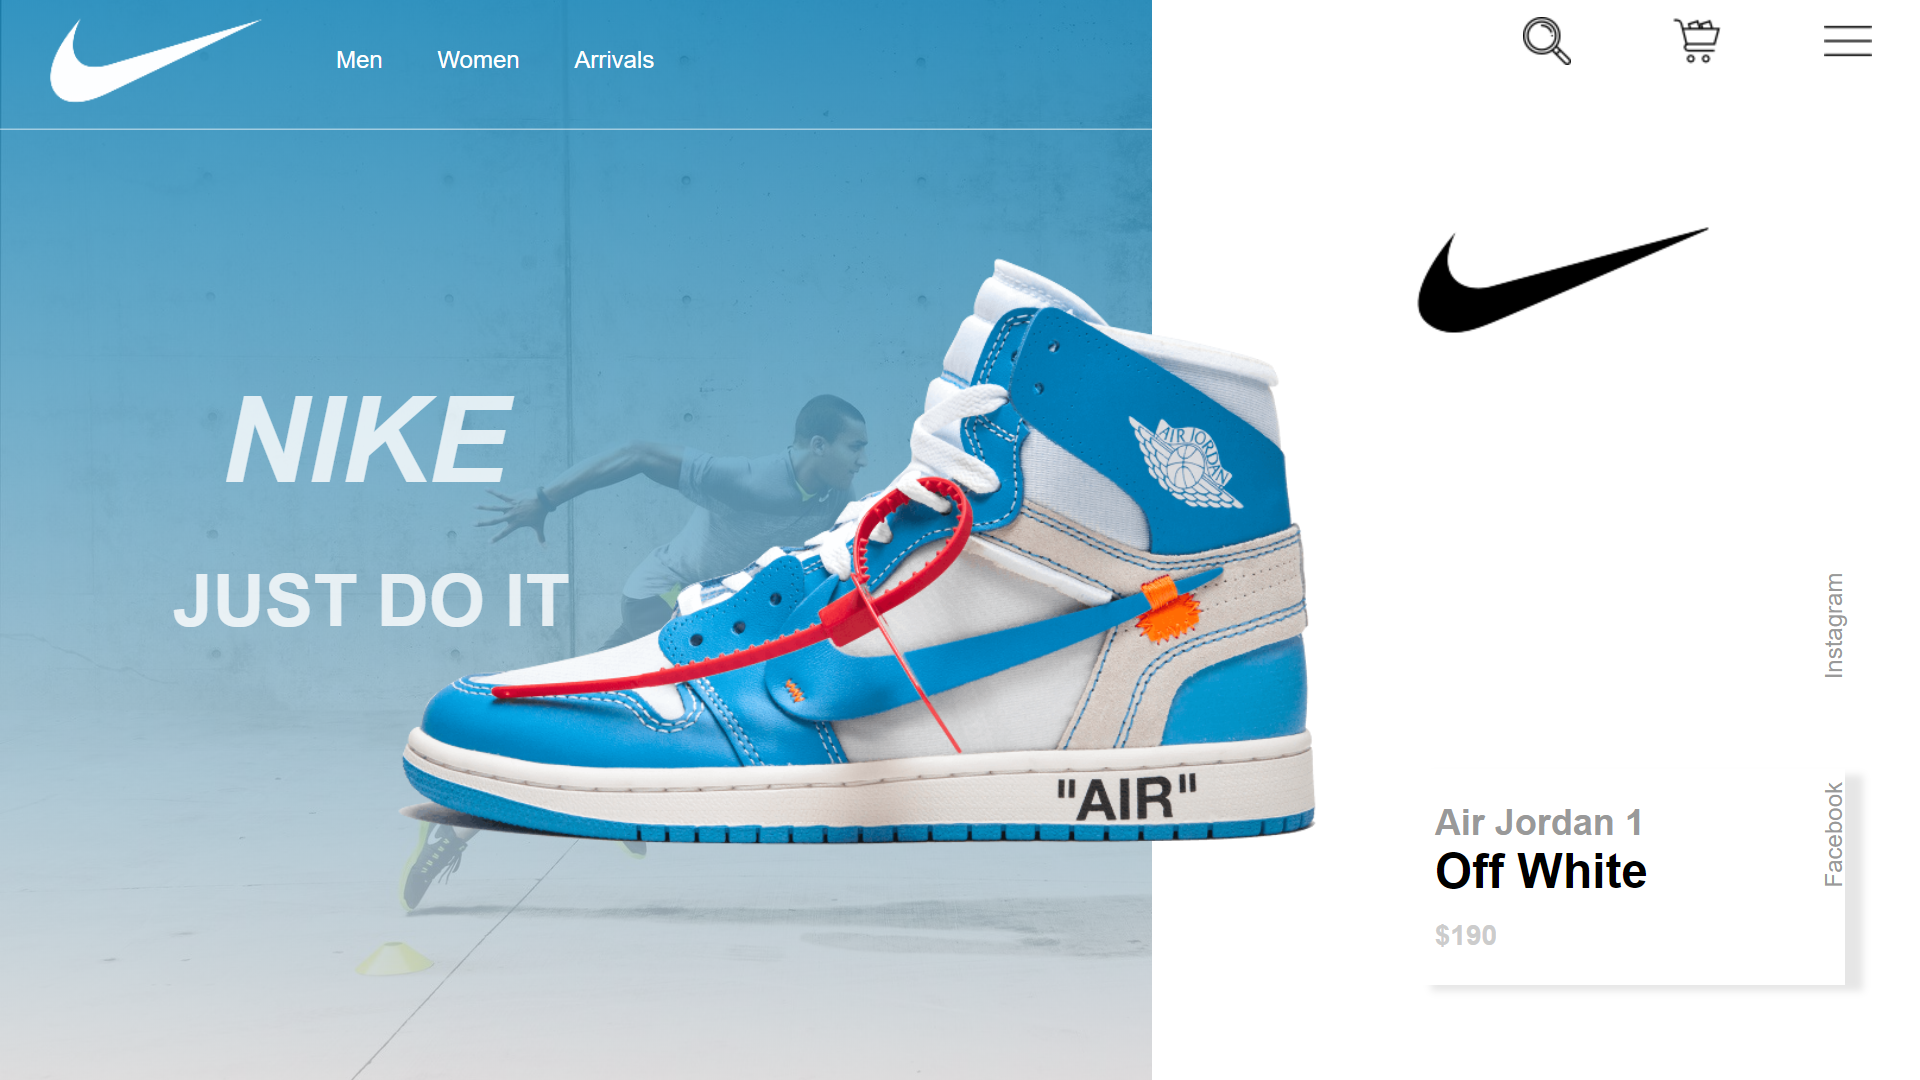 Men
Women
Arrivals
NIKE
JUST DO IT
AIR JORDAN
"AIR"
Instagram
Facebook
Air Jordan 1
Off White
$190